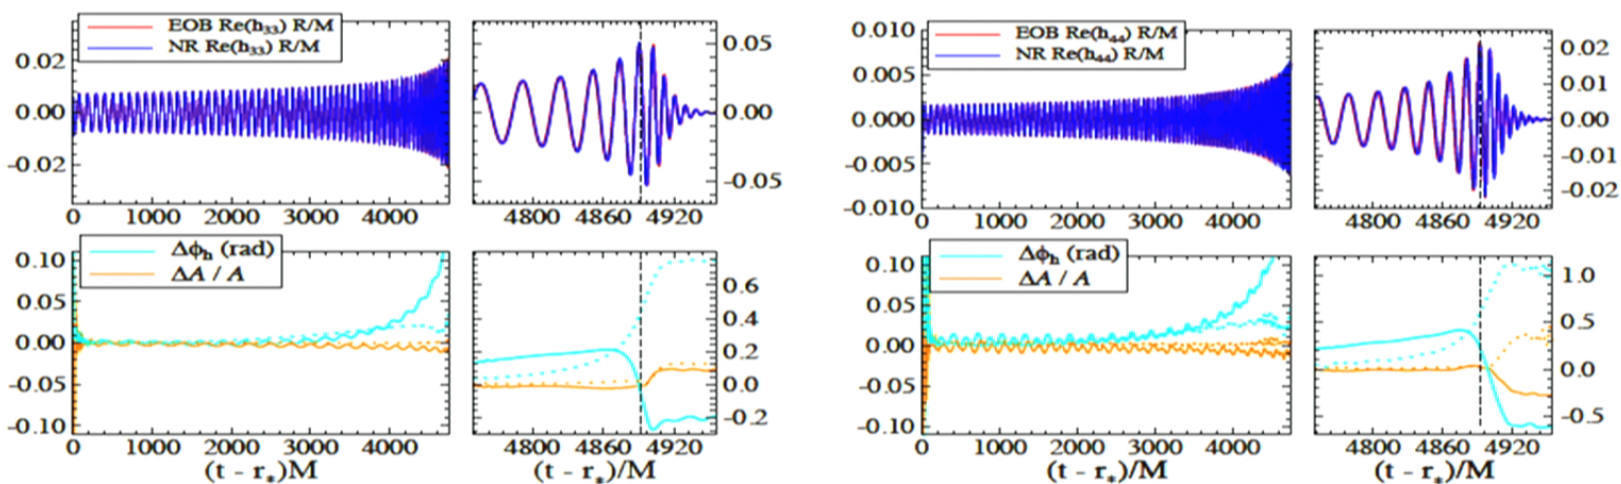 EOB Re(h₃₃) R/M
NR Re(h₃₃) R/M
0.02
0.00
-0.02
0 1000 2000 3000 4000
0.05
0.00
-0.05
4800 4860 4920
Δϕₕ (rad)
ΔA / A
0.10
0.05
0.00
-0.05
-0.10
0 1000 2000 3000 4000
(t - r*)M
0.6
0.4
0.2
0.0
-0.2
4800 4860 4920
(t - r*)/M
EOB Re(h₄₄) R/M
NR Re(h₄₄) R/M
0.010
0.005
0.000
-0.005
-0.010
0 1000 2000 3000 4000
0.02
0.01
0.00
-0.01
-0.02
4800 4860 4920
Δϕₕ (rad)
ΔA / A
0.10
0.05
0.00
-0.05
-0.10
0 1000 2000 3000 4000
(t - r*)/M
1.0
0.5
0.0
-0.5
4800 4860 4920
(t - r*)/M